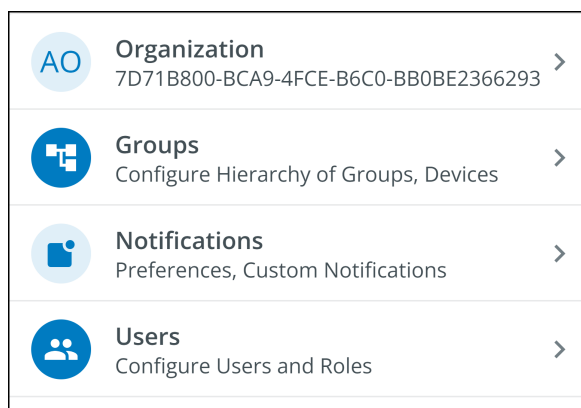 AO
Organization
7D71B800-BCA9-4FCE-B6C0-BB0BE2366293
Groups
Configure Hierarchy of Groups, Devices
Notifications
Preferences, Custom Notifications
Users
Configure Users and Roles